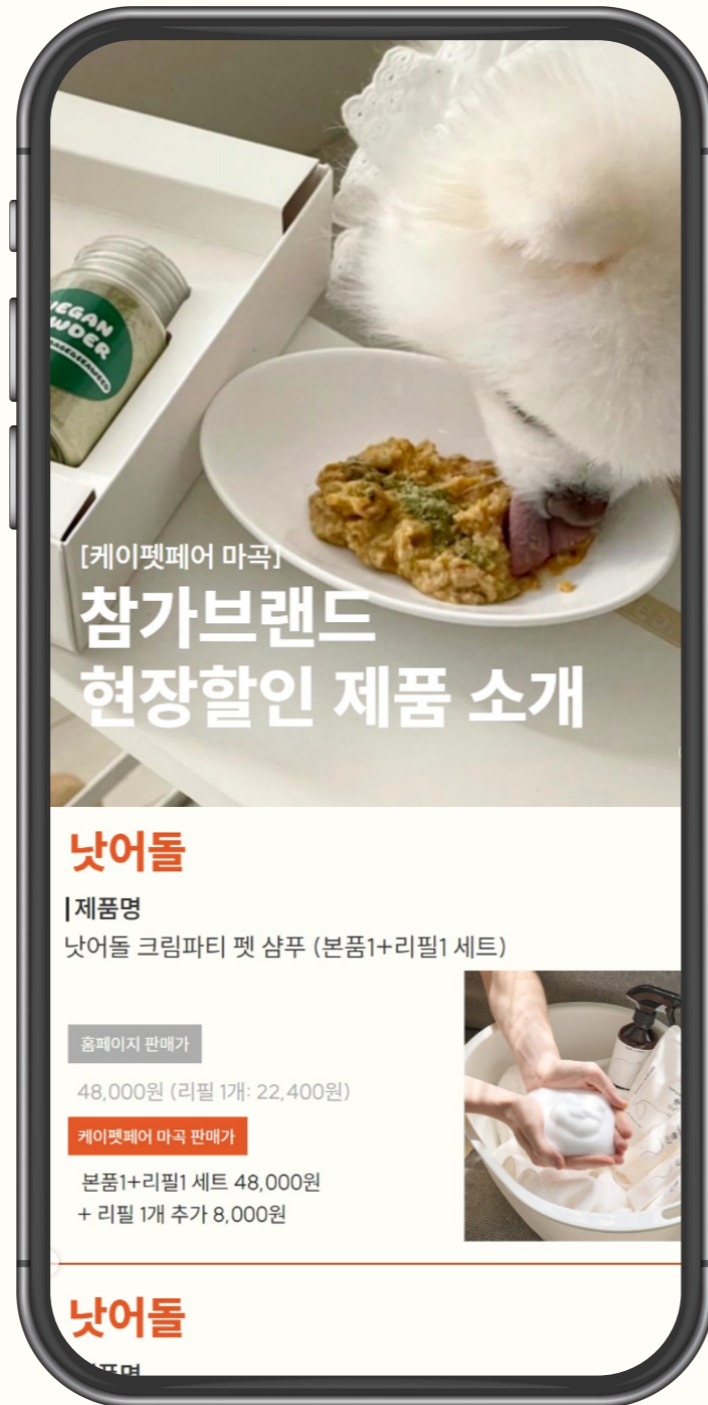 VEGAN
[케이펫페어 마곡]
참가브랜드
현장할인 제품 소개
낫어돌
|제품명
낫어돌 크림파티 펫 샴푸 (본품1+리필1 세트)
홈페이지 판매가
48,000원 (리필 1개: 22,400원)
케이펫페어 마곡 판매가
본품1+리필1 세트 48,000원
+ 리필 1개 추가 8,000원
낫어돌